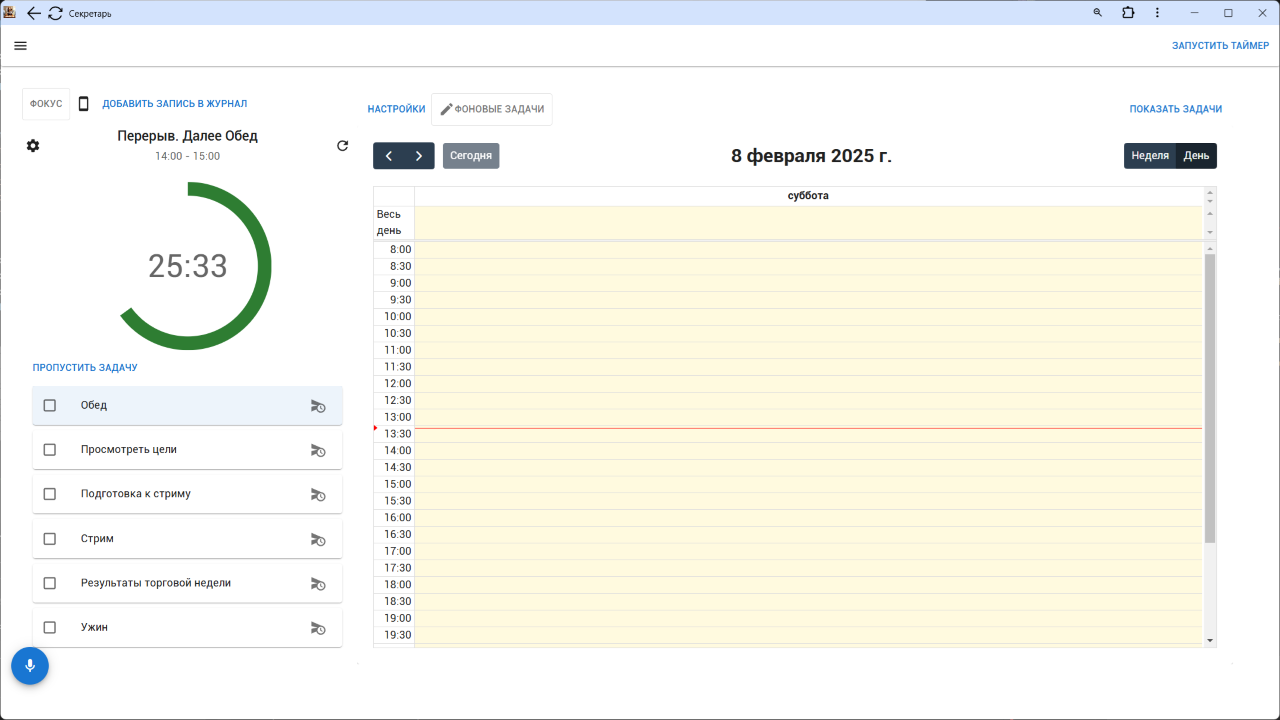 Секретарь
ЗАПУСТИТЬ ТАЙМЕР
ФОКУС
ДОБАВИТЬ ЗАПИСЬ В ЖУРНАЛ
Перерыв. Далее Обед
14:00 - 15:00
25:33
ПРОПУСТИТЬ ЗАДАЧУ
Обед
Просмотреть цели
Подготовка к стриму
Стрим
Результаты торговой недели
Ужин
НАСТРОЙКИ
ФОНОВЫЕ ЗАДАЧИ
ПОКАЗАТЬ ЗАДАЧИ
Сегодня
8 февраля 2025 г.
Неделя
День
суббота
Весь
день
8:00
8:30
9:00
9:30
10:00
10:30
11:00
11:30
12:00
12:30
13:00
13:30
14:00
14:30
15:00
15:30
16:00
16:30
17:00
17:30
18:00
18:30
19:00
19:30